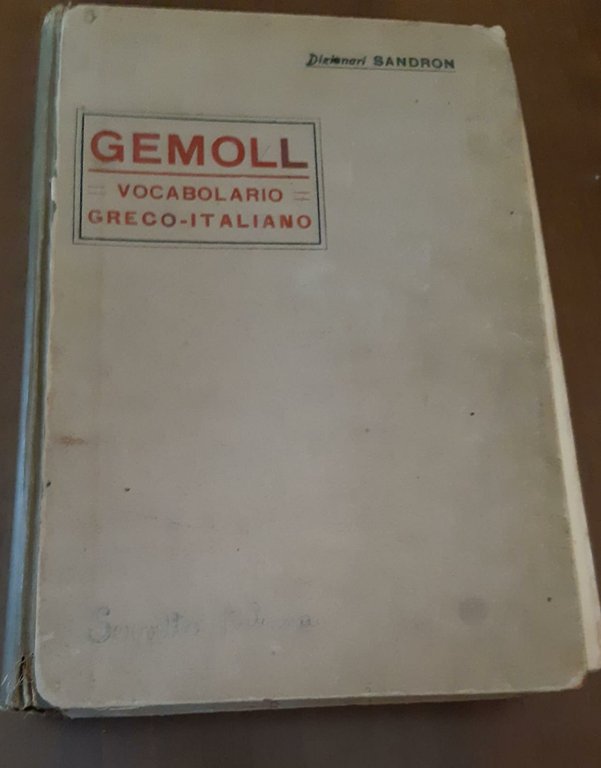 Dizionari SANDRON
GEMOLL
VOCABOLARIO
GRECO-ITALIANO